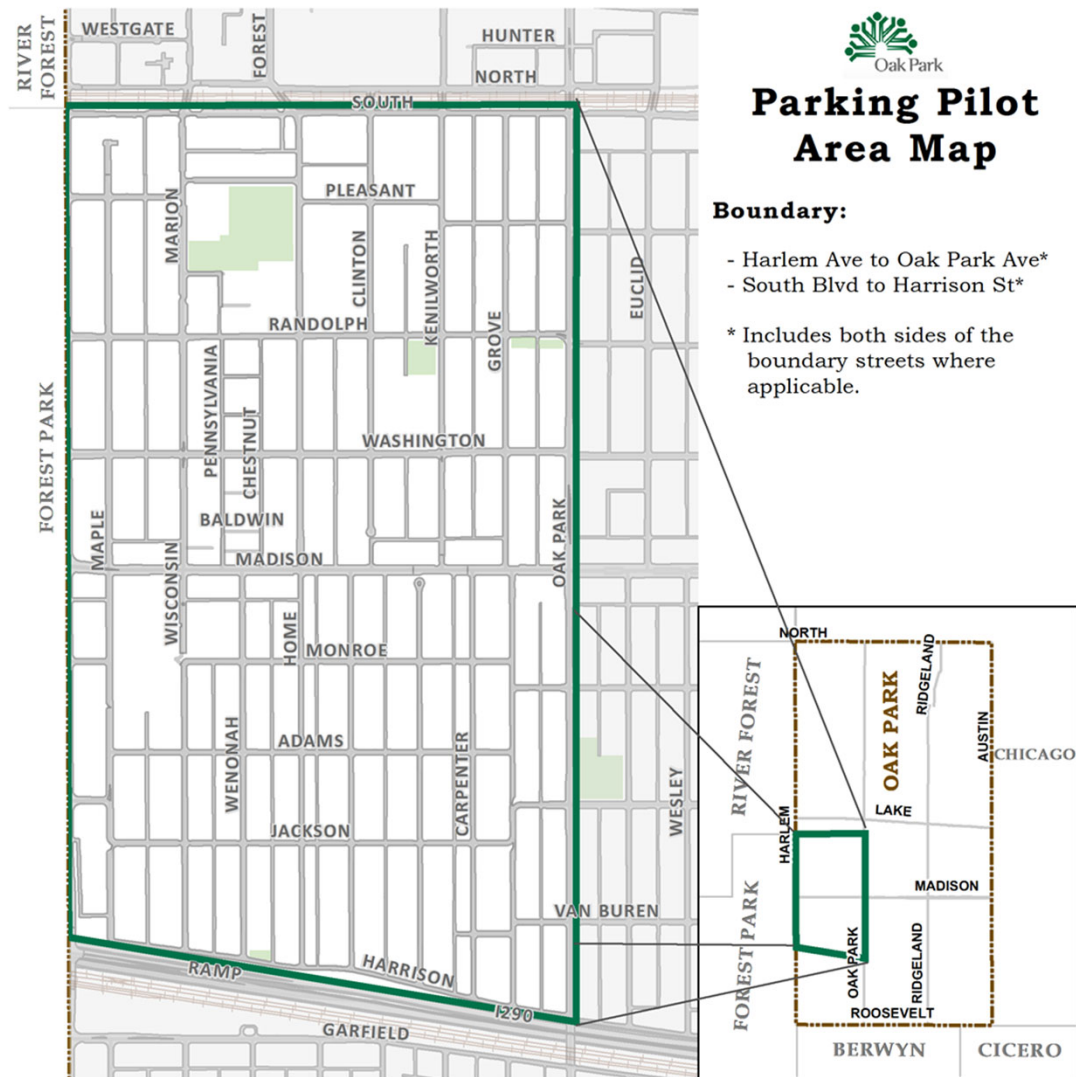 WESTGATE
FOREST
HUNTER
NORTH
RIVER
FOREST
SOUTH
PLEASANT
MARION
CLINTON
KENILWORTH
EUCLID
RANDOLPH
GROVE
PENNSYLVANIA
CHESTNUT
FOREST PARK
WASHINGTON
BALDWIN
MAPLE
WISCONSIN
MADISON
OAK PARK
HOME
MONROE
WENONAH
ADAMS
CARPENTER
WESLEY
JACKSON
VAN BUREN
RAMP
HARRISON
I290
GARFIELD
Oak Park
Parking Pilot
Area Map
Boundary:
- Harlem Ave to Oak Park Ave*
- South Blvd to Harrison St*
* Includes both sides of the
boundary streets where
applicable.
NORTH
RIVER FOREST
OAK PARK
RIDGELAND
AUSTIN
CHICAGO
HARLEM
LAKE
MADISON
FOREST PARK
OAK PARK
RIDGELAND
ROOSEVELT
BERWYN
CICERO